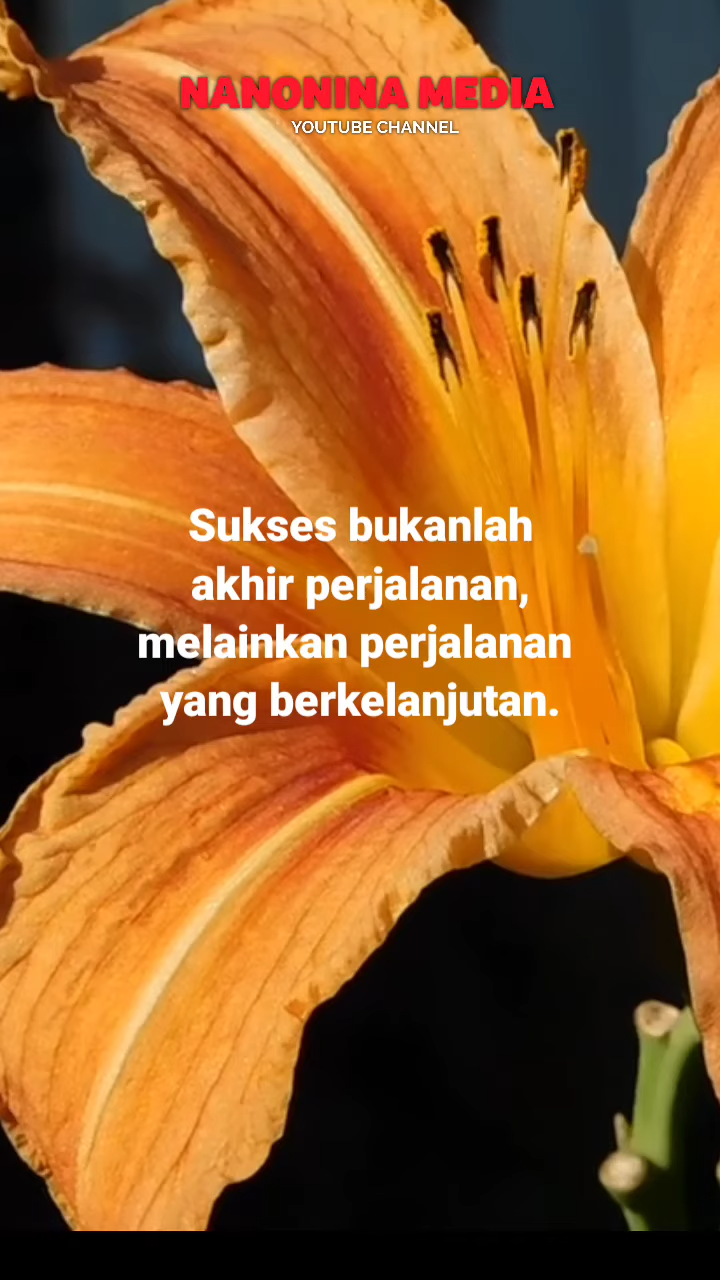 NANONINA MEDIA
YOUTUBE CHANNEL
Sukses bukanlah
akhir perjalanan,
melainkan perjalanan
yang berkelanjutan.